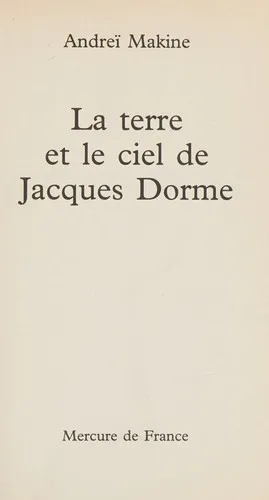 Andreï Makine
La terre
et le ciel de
Jacques Dorme
Mercure de France